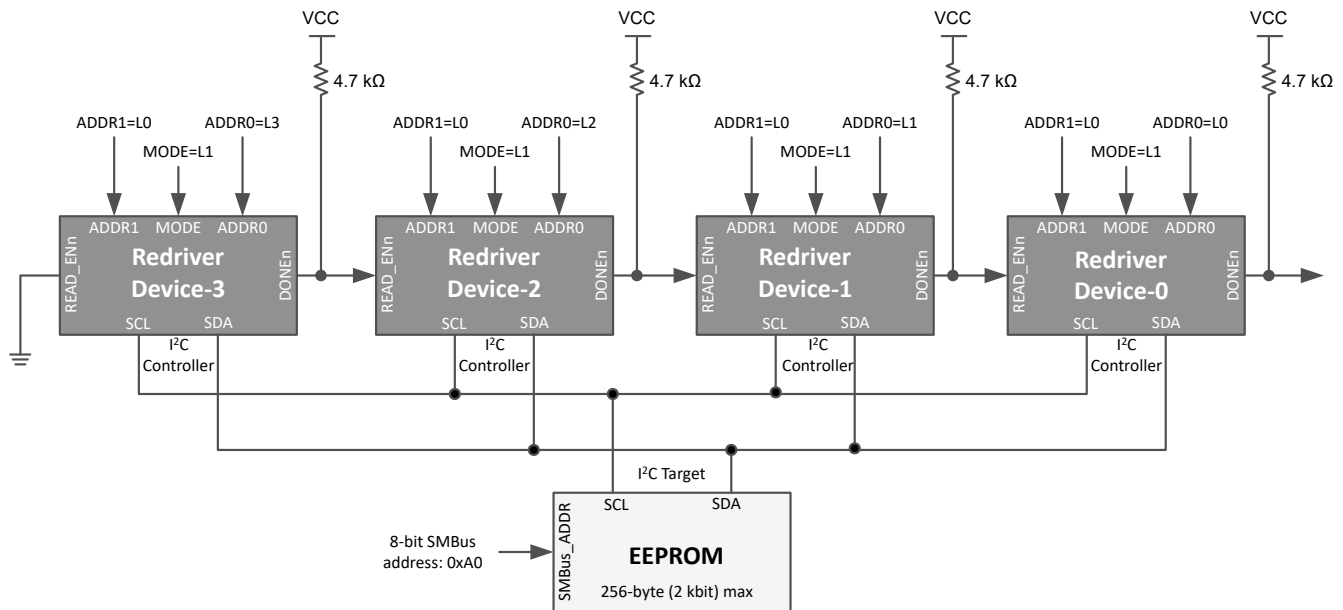 VCC
VCC
VCC
VCC
4.7 kΩ
4.7 kΩ
4.7 kΩ
4.7 kΩ
ADDR1=L0
ADDR0=L3
MODE=L1
ADDR1=L0
ADDR0=L2
MODE=L1
ADDR1=L0
ADDR0=L1
MODE=L1
ADDR1=L0
ADDR0=L0
MODE=L1
READ_ENn
ADDR1 MODE ADDR0
Redriver
Device-3
DONEn
SCL
SDA
READ_ENn
ADDR1 MODE ADDR0
Redriver
Device-2
DONEn
SCL
SDA
READ_ENn
ADDR1 MODE ADDR0
Redriver
Device-1
DONEn
SCL
SDA
READ_ENn
ADDR1 MODE ADDR0
Redriver
Device-0
DONEn
SCL
SDA
I²C
Controller
I²C
Controller
I²C
Controller
I²C
Controller
I²C Target
SCL
SDA
SMBus_ADDR
EEPROM
256-byte (2 kbit) max
8-bit SMBus
address: 0xA0